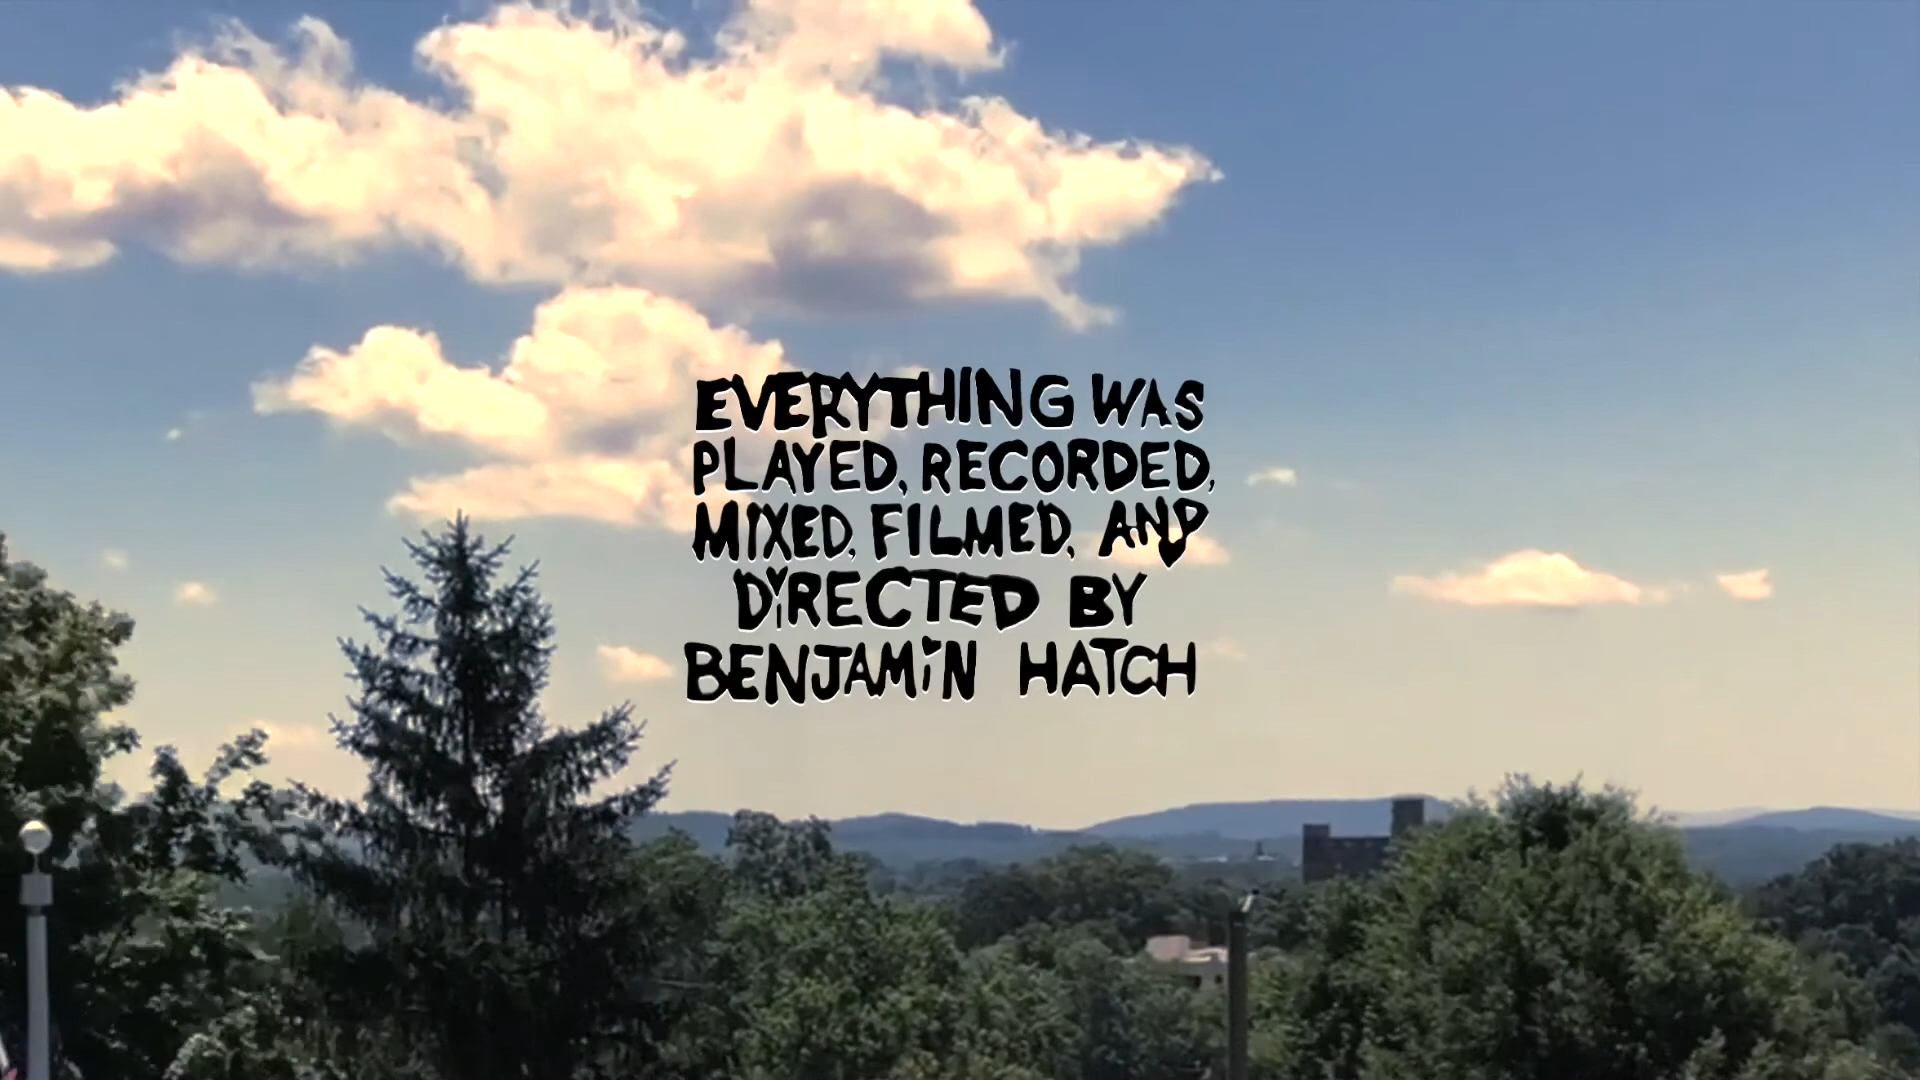 EVERYTHING WAS
PLAYED, RECORDED,
MIXED, FILMED, AND
DiRECTED BY
BENJAMiN HATCH